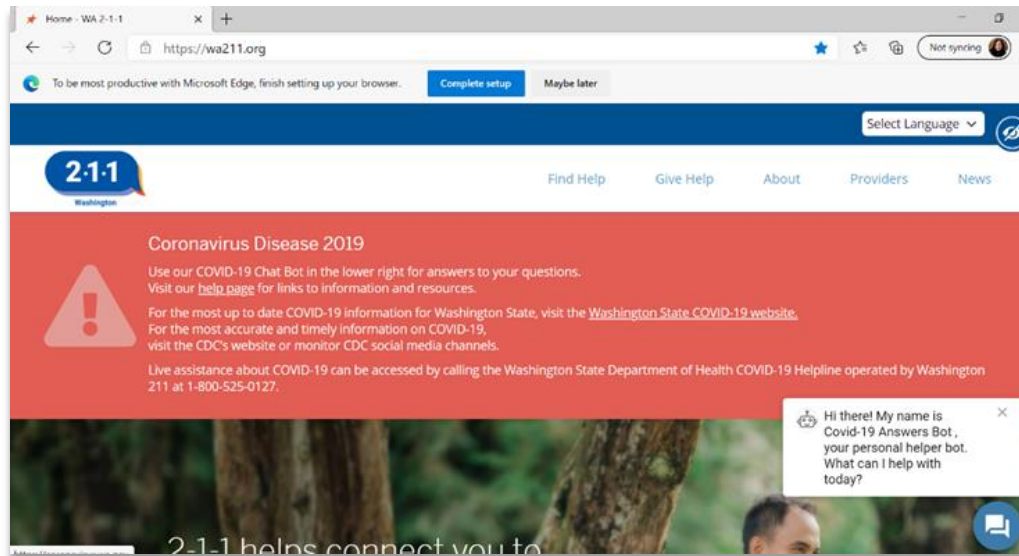 Home - WA 2-1-1
https://wa211.org
Not syncing
To be most productive with Microsoft Edge, finish setting up your browser.
Complete setup
Maybe later
Select Language
2·1·1
Washington
Find Help
Give Help
About
Providers
News
Coronavirus Disease 2019
Use our COVID-19 Chat Bot in the lower right for answers to your questions.
Visit our help page for links to information and resources.
For the most up to date COVID-19 information for Washington State, visit the Washington State COVID-19 website.
For the most accurate and timely information on COVID-19,
visit the CDC's website or monitor CDC social media channels.
Live assistance about COVID-19 can be accessed by calling the Washington State Department of Health COVID-19 Helpline operated by Washington
211 at 1-800-525-0127.
Hi there! My name is
Covid-19 Answers Bot ,
your personal helper bot.
What can I help with
today?
2-1-1 helps connect you to